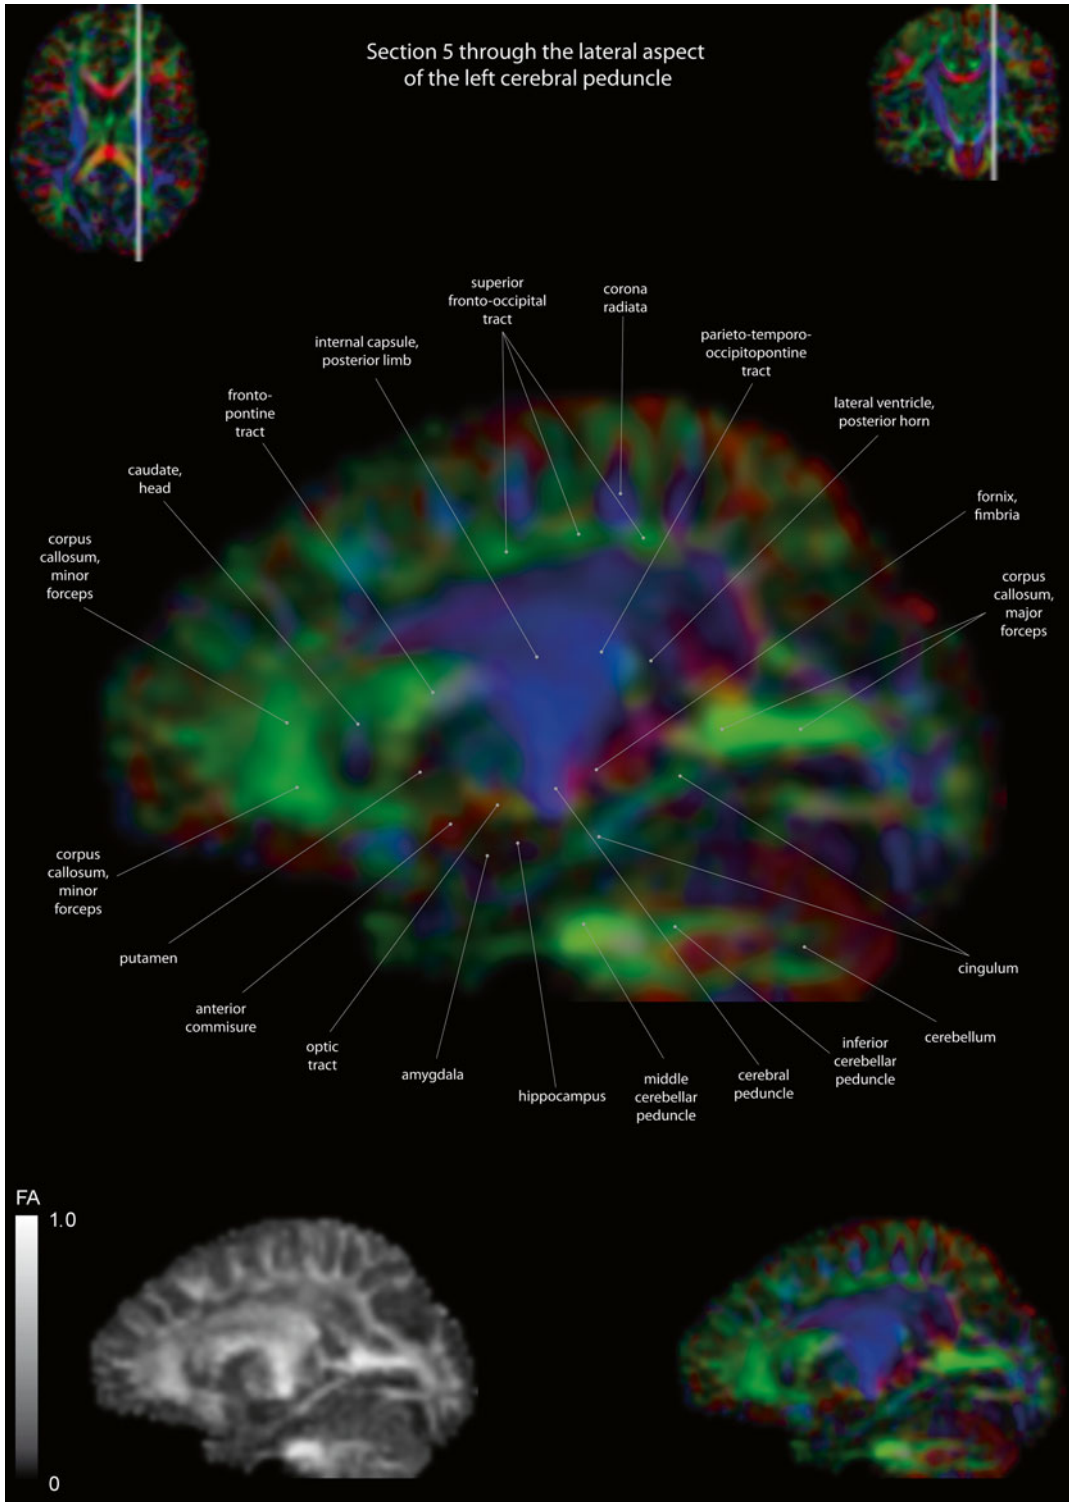 Section 5 through the lateral aspect
of the left cerebral peduncle
superior
fronto-occipital
tract
corona
radiata
internal capsule,
posterior limb
parieto-temporo-
occipitopontine
tract
fronto-
pontine
tract
lateral ventricle,
posterior horn
caudate,
head
fornix,
fimbria
corpus
callosum,
minor
forceps
corpus
callosum,
major
forceps
corpus
callosum,
minor
forceps
putamen
cingulum
anterior
commisure
optic
tract
amygdala
hippocampus
middle
cerebellar
peduncle
cerebral
peduncle
inferior
cerebellar
peduncle
cerebellum
FA
1.0
0